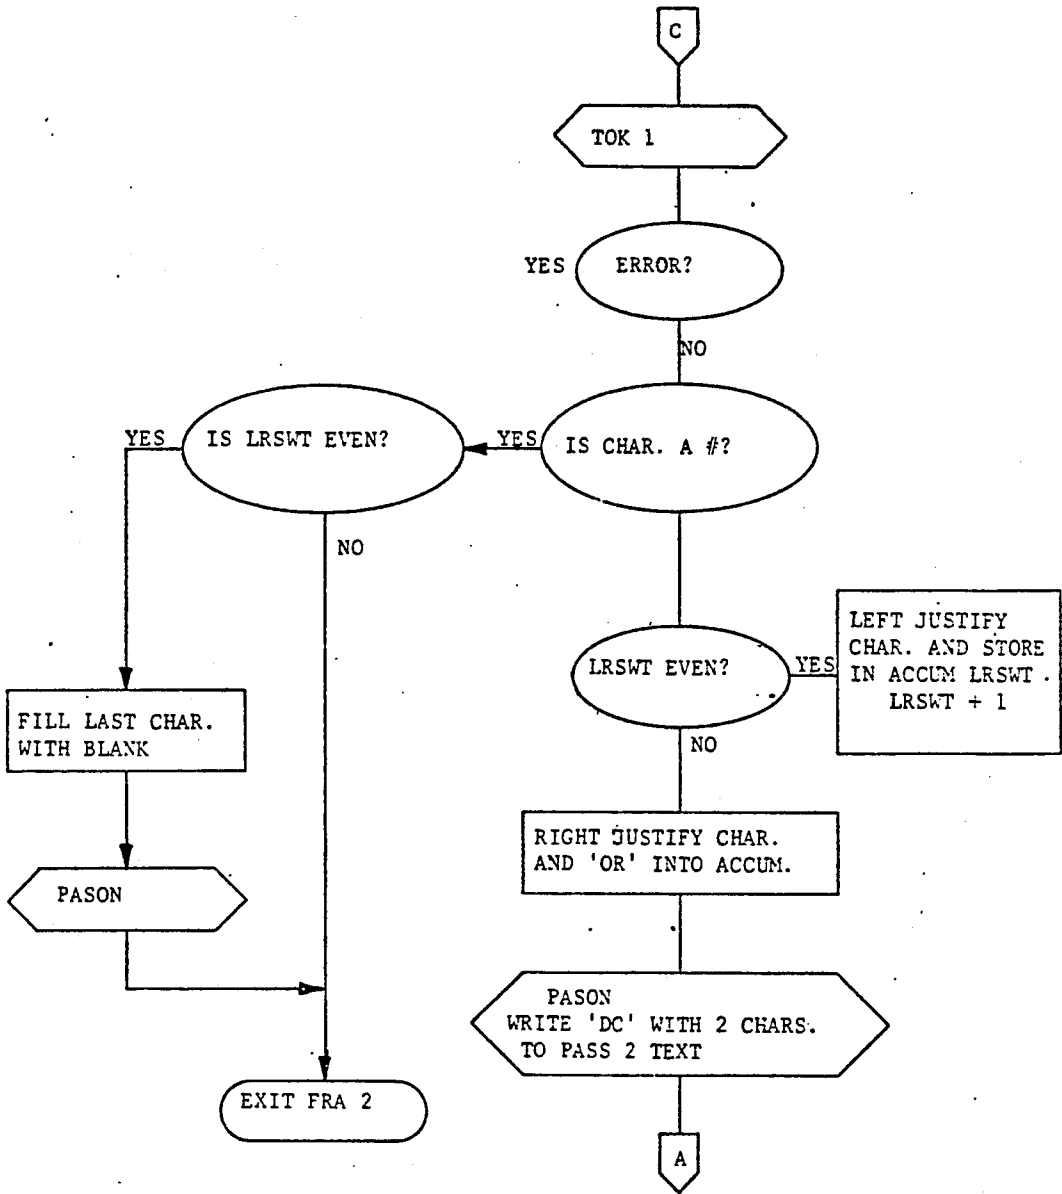 C
TOK 1
YES
ERROR?
NO
YES
IS LRSWT EVEN?
YES
IS CHAR. A #?
NO
LRSWT EVEN?
YES
LEFT JUSTIFY
CHAR. AND STORE
IN ACCUM LRSWT .
LRSWT + 1
NO
FILL LAST CHAR.
WITH BLANK
RIGHT JUSTIFY CHAR.
AND 'OR' INTO ACCUM.
PASON
PASON
WRITE 'DC' WITH 2 CHARS.
TO PASS 2 TEXT
EXIT FRA 2
A